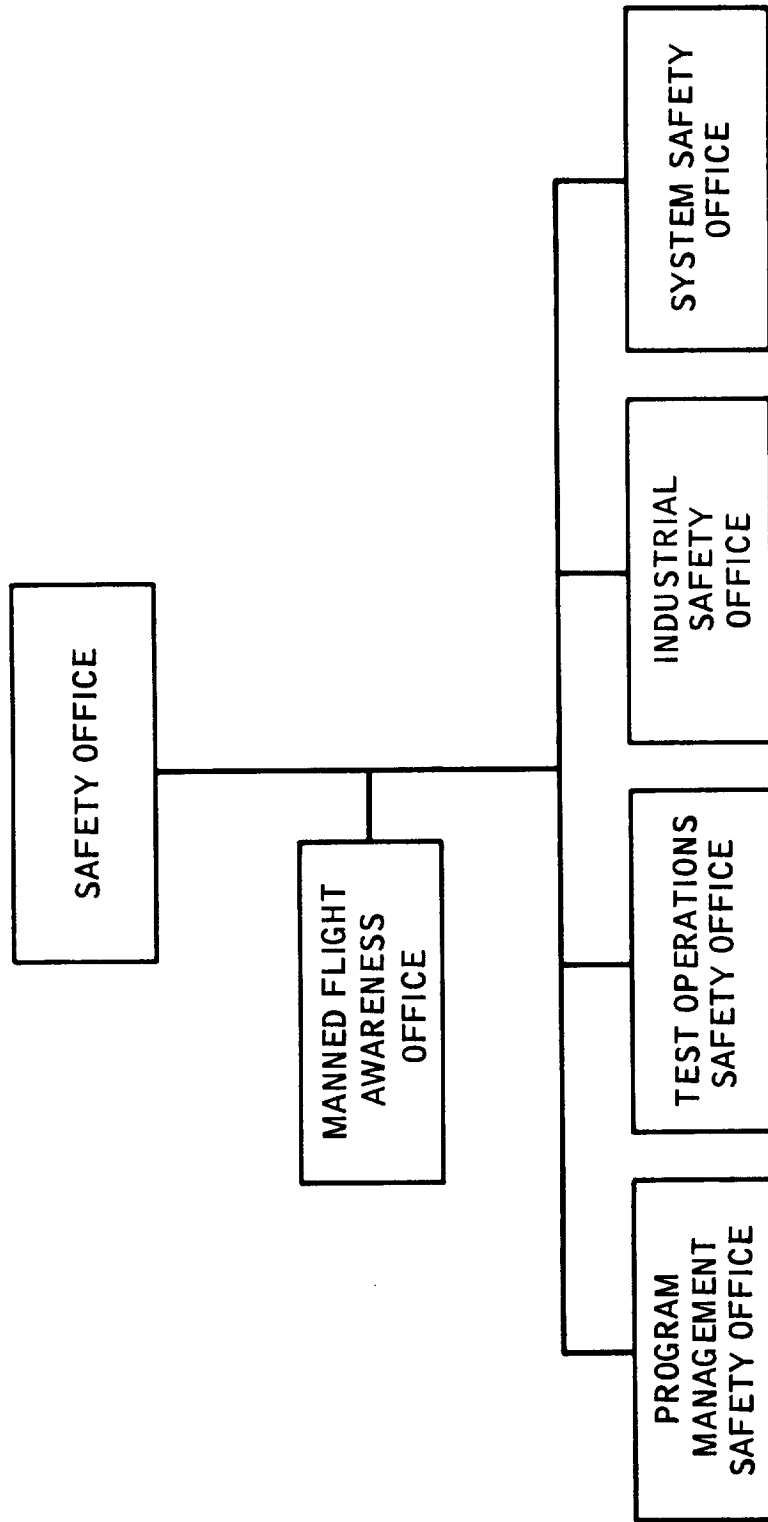 SAFETY OFFICE
MANNED FLIGHT
AWARENESS
OFFICE
PROGRAM
MANAGEMENT
SAFETY OFFICE
TEST OPERATIONS
SAFETY OFFICE
INDUSTRIAL
SAFETY
OFFICE
SYSTEM SAFETY
OFFICE